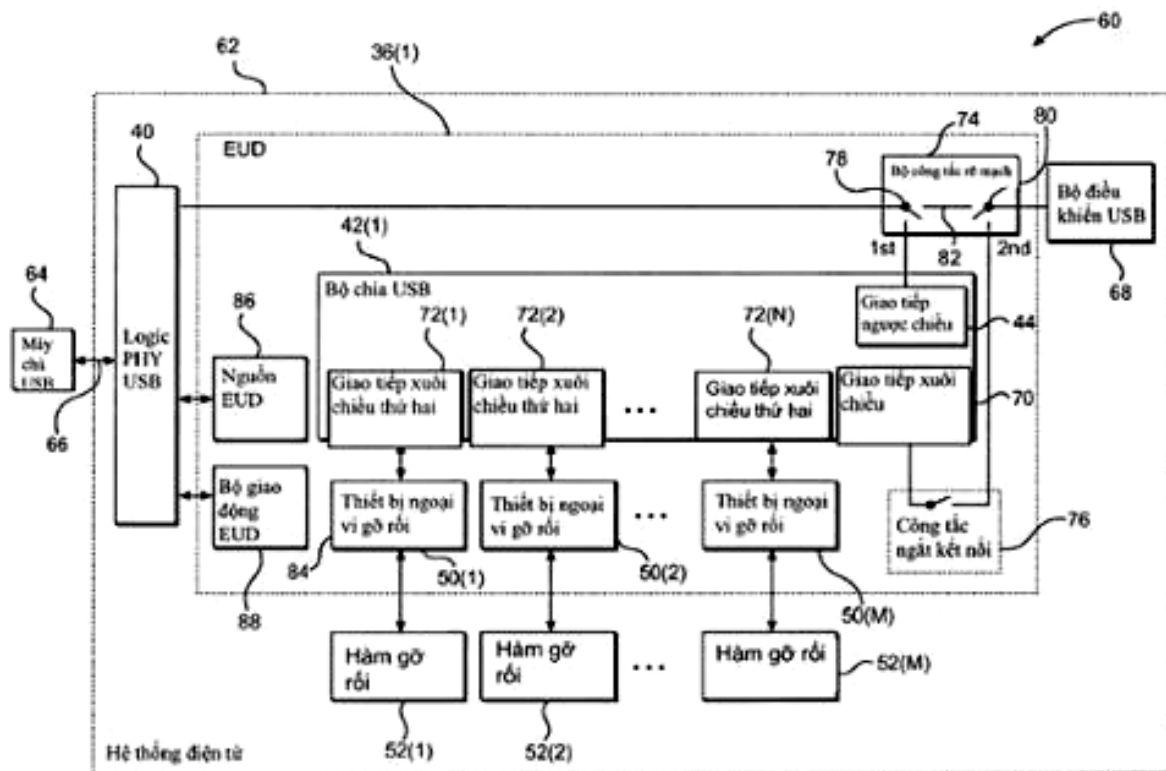 60
62
36(1)
40
EUD
74
80
Bộ công tắc rẽ mạch
78
Bộ điều
khiển USB
82
1st
2nd
68
42(1)
Bộ chia USB
64
86
72(1)
72(2)
72(N)
Giao tiếp
ngược chiều
44
Máy
chủ USB
66
Logic
PHY
USB
Nguồn
EUD
Giao tiếp xuôi
chiều thứ hai
Giao tiếp xuôi
chiều thứ hai
...
Giao tiếp xuôi
chiều thứ hai
Giao tiếp xuôi
chiều
70
Bộ giao
động
EUD
88
Thiết bị ngoại
vi gỡ rối
84
50(1)
Thiết bị ngoại
vi gỡ rối
50(2)
...
Thiết bị ngoại
vi gỡ rối
50(M)
Công tắc
ngắt kết nối
76
Hàm gỡ
rối
52(1)
Hàm gỡ
rối
52(2)
...
Hàm gỡ rối
52(M)
Hệ thống điện tử